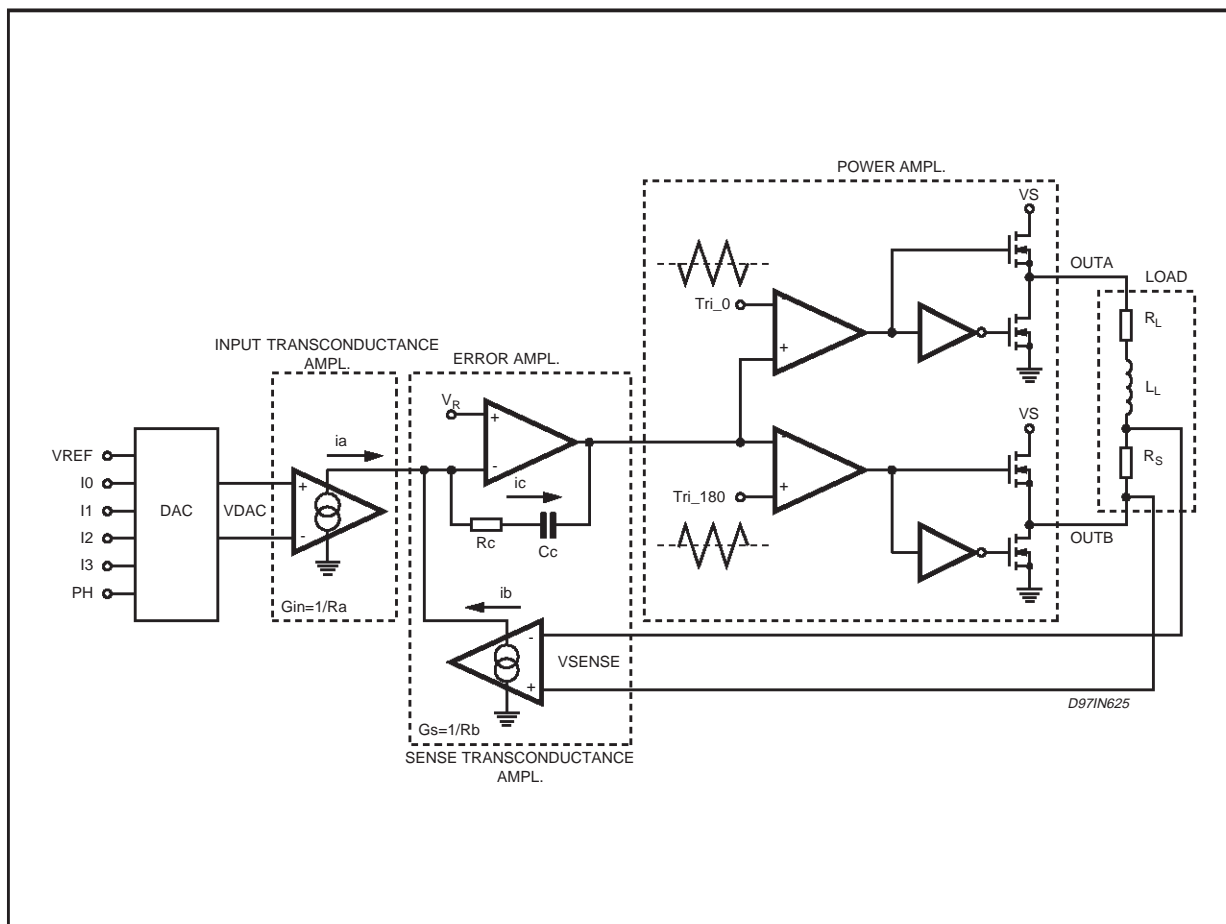 POWER AMPL.
VS
OUTA
LOAD
Tri_0
-
+
RL
INPUT TRANSCONDUCTANCE
AMPL.
ERROR AMPL.
VR
+
-
LL
VS
ia
ic
Rc
Cc
-
+
Tri_180
RS
OUTB
VREF
I0
I1
I2
I3
PH
DAC
VDAC
+
-
Gin=1/Ra
ib
-
+
VSENSE
Gs=1/Rb
D97IN625
SENSE TRANSCONDUCTANCE
AMPL.